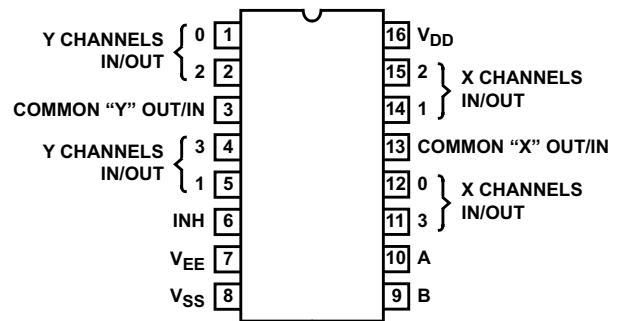 Y CHANNELS IN/OUT
0 1
2 2
COMMON “Y” OUT/IN 3
Y CHANNELS IN/OUT
3 4
1 5
INH 6
VEE 7
VSS 8
16 VDD
15 2
14 1
X CHANNELS IN/OUT
13 COMMON “X” OUT/IN
12 0
11 3
X CHANNELS IN/OUT
10 A
9 B